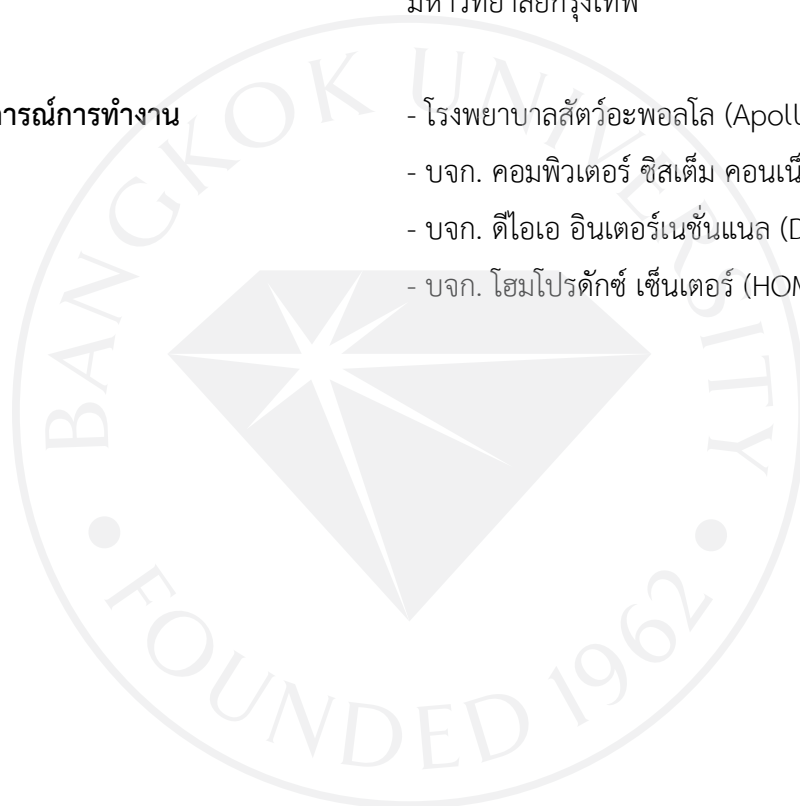 มหาวิทยาลัยกรุงเทพ
ารณ์การทำงาน
- โรงพยาบาลสัตว์อะพอลโล (Apoll
- บจก. คอมพิวเตอร์ ซิสเต็ม คอนเน็
- บจก. ดีไอเอ อินเตอร์เนชั่นแนล (D
- บจก. โฮมโปรดักซ์ เซ็นเตอร์ (HOM
BANGKOK UNIVERSITY
• FOUNDED 1962 •